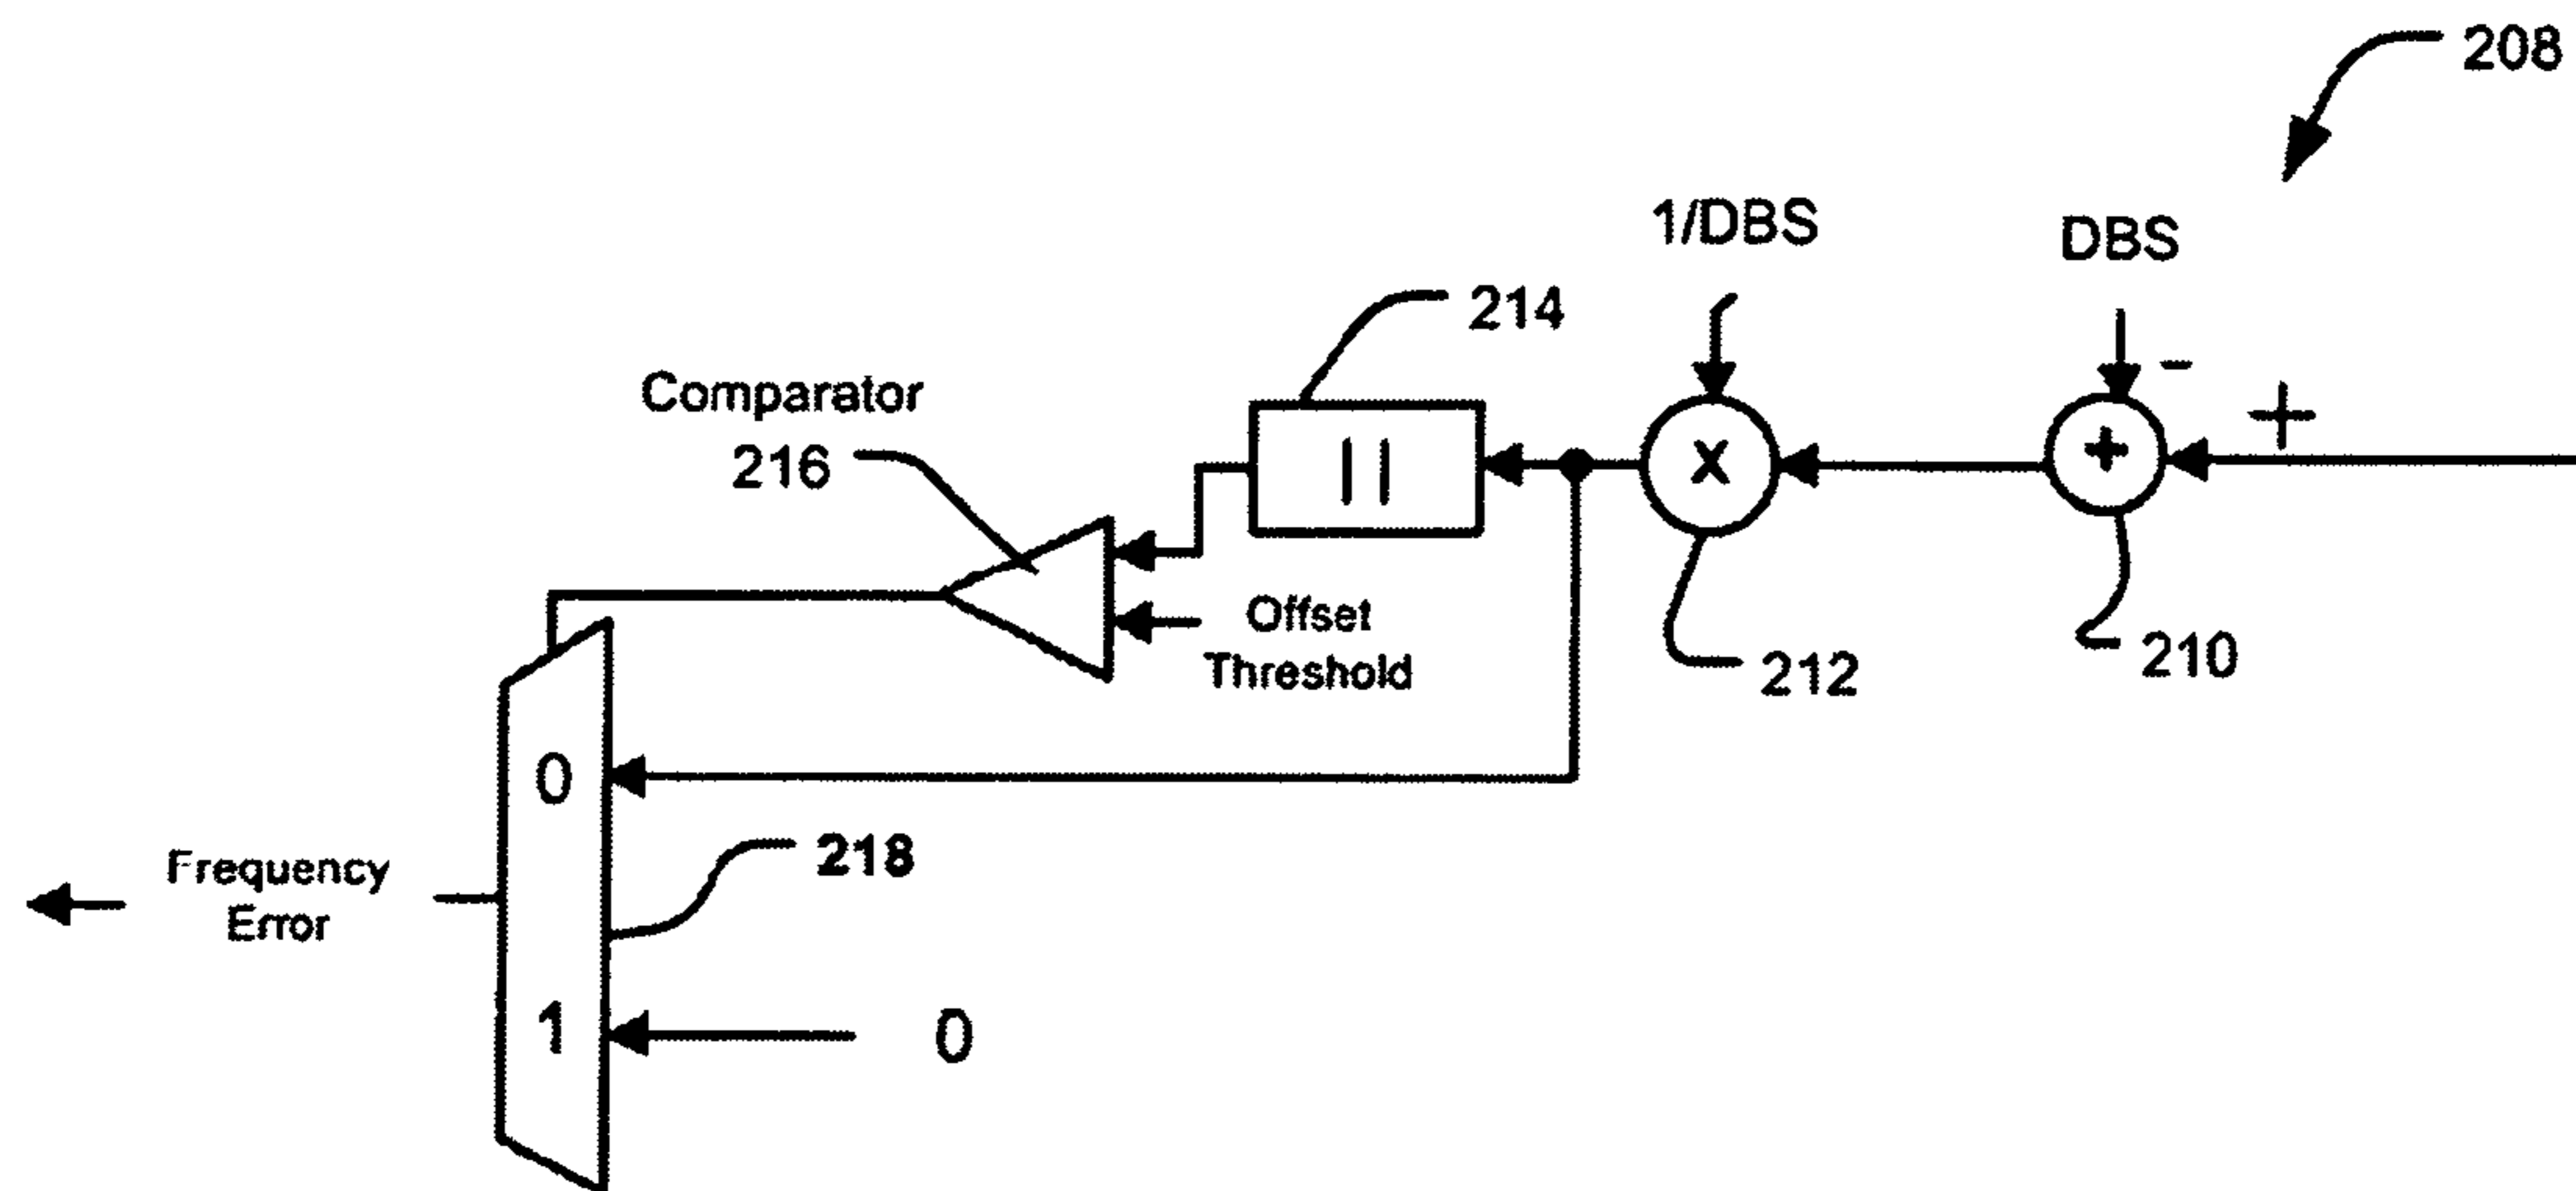 208
1/DBS
DBS
214
-
+
Comparator
216
| |
X
+
Offset
Threshold
212
210
0
218
Frequency
Error
1
0